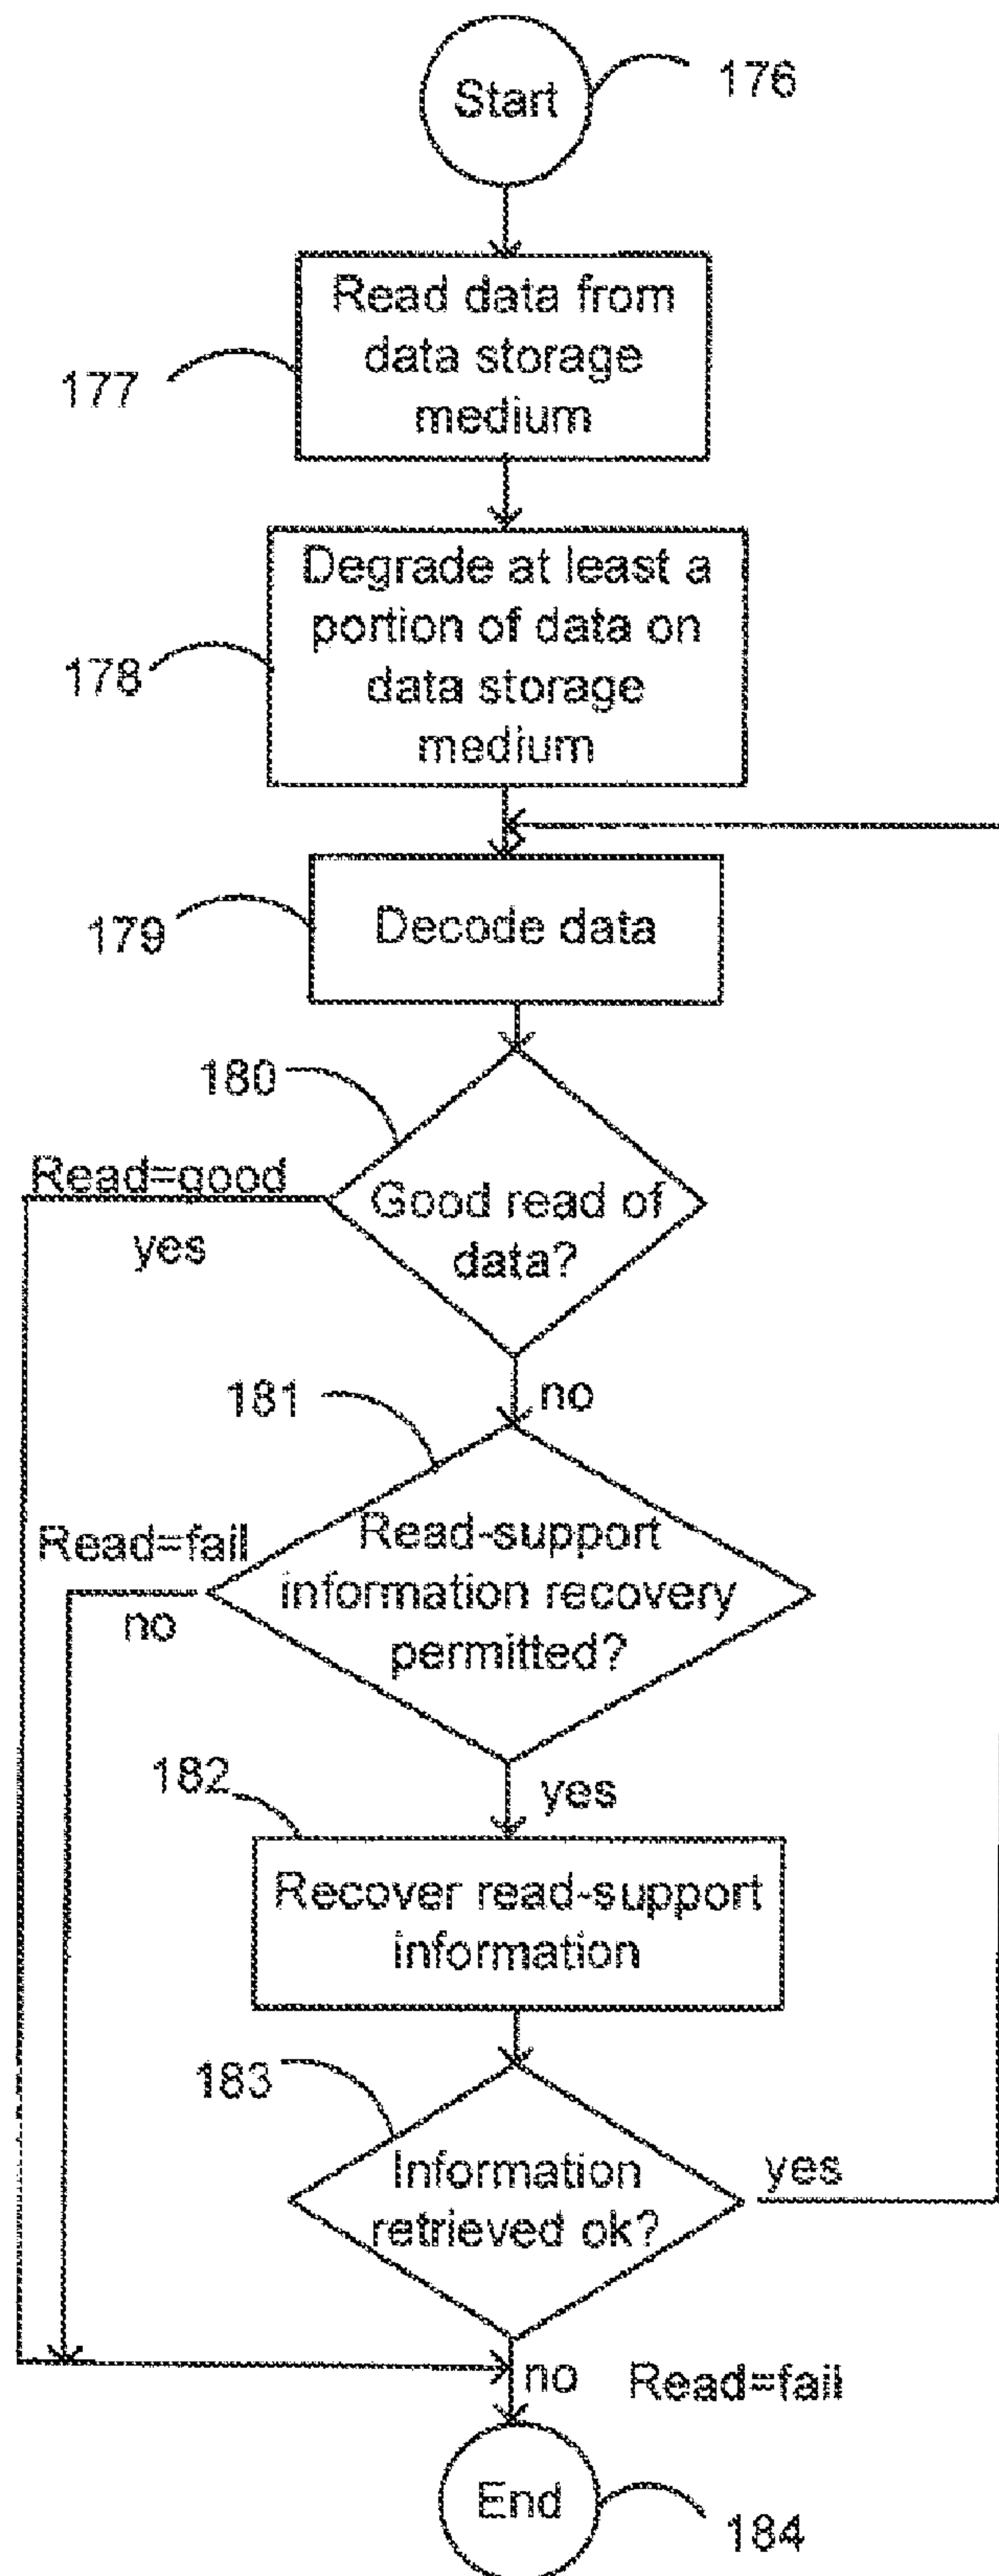 Start
176
Read data from
data storage
medium
177
Degrade at least a
portion of data on
data storage
medium
178
Decode data
179
180
Read=good
yes
Good read of
data?
no
181
Read=fail
no
Read-support
information recovery
permitted?
yes
182
Recover read-support
information
183
Information
retrieved ok?
yes
no
Read=fail
End
184